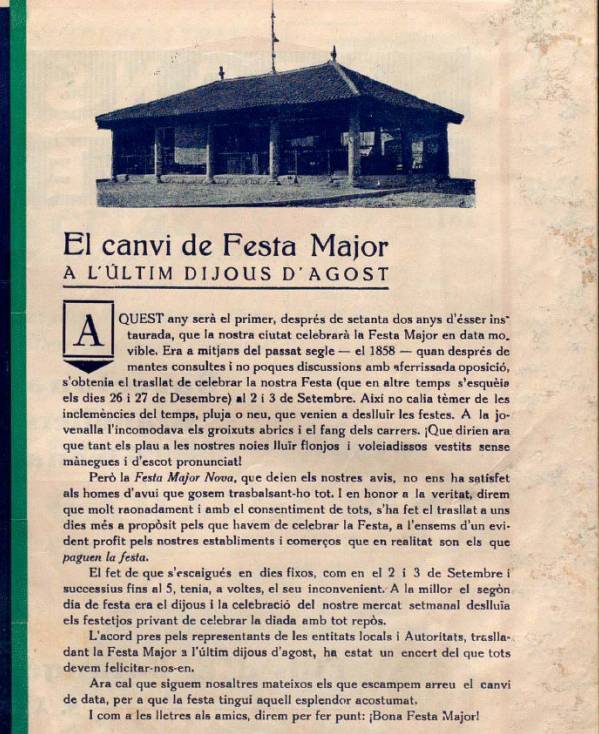 El canvi de Festa Major
A L'ÚLTIM DIJOUS D'AGOST
AQUEST any serà el primer, després de setanta dos anys d'ésser ins-
taurada, que la nostra ciutat celebrarà la Festa Major en data mo-
vible. Era a mitjans del passat segle — el 1858 — quan després de
mantes consultes i no poques discussions amb aferrissada oposició,
s'obtenia el trasllat de celebrar la nostra Festa (que en altre temps s'esquèia
els dies 26 i 27 de Desembre) al 2 i 3 de Setembre. Aixi no calia tèmer de les
inclemències del temps, pluja o neu, que venien a deslluir les festes. A la jo-
venalla l'incomodava els groixuts abrics i el fang dels carrers. ¡Que dirien ara
que tant els plau a les nostres noies lluïr flonjos i voleiadissos vestits sense
mànegues i d'escot pronunciat!
Però la Festa Major Nova, que deien els nostres avis, no ens ha satisfet
als homes d'avui que gosem trasbalsant-ho tot. I en honor a la veritat, direm
que molt raonadament i amb el consentiment de tots, s'ha fet el trasllat a uns
dies més a propòsit pels que havem de celebrar la Festa, a l'ensems d'un evi-
dent profit pels nostres establiments i comerços que en realitat son els que
paguen la festa.
El fet de que s'escaigués en dies fixos, com en el 2 i 3 de Setembre i
successius fins al 5, tenia, a voltes, el seu inconvenient. A la millor el segòn
dia de festa era el dijous i la celebració del nostre mercat setmanal deslluïa
els festetjos privant de celebrar la diada amb tot repòs.
L'acord pres pels representants de les entitats locals i Autoritats, traslla-
dant la Festa Major a l'últim dijous d'agost, ha estat un encert del que tots
devem felicitar-nos-en.
Ara cal que siguem nosaltres mateixos els que escampem arreu el canvi
de data, per a que la festa tingui aquell esplendor acostumat.
I com a les lletres als amics, direm per fer punt: ¡Bona Festa Major!